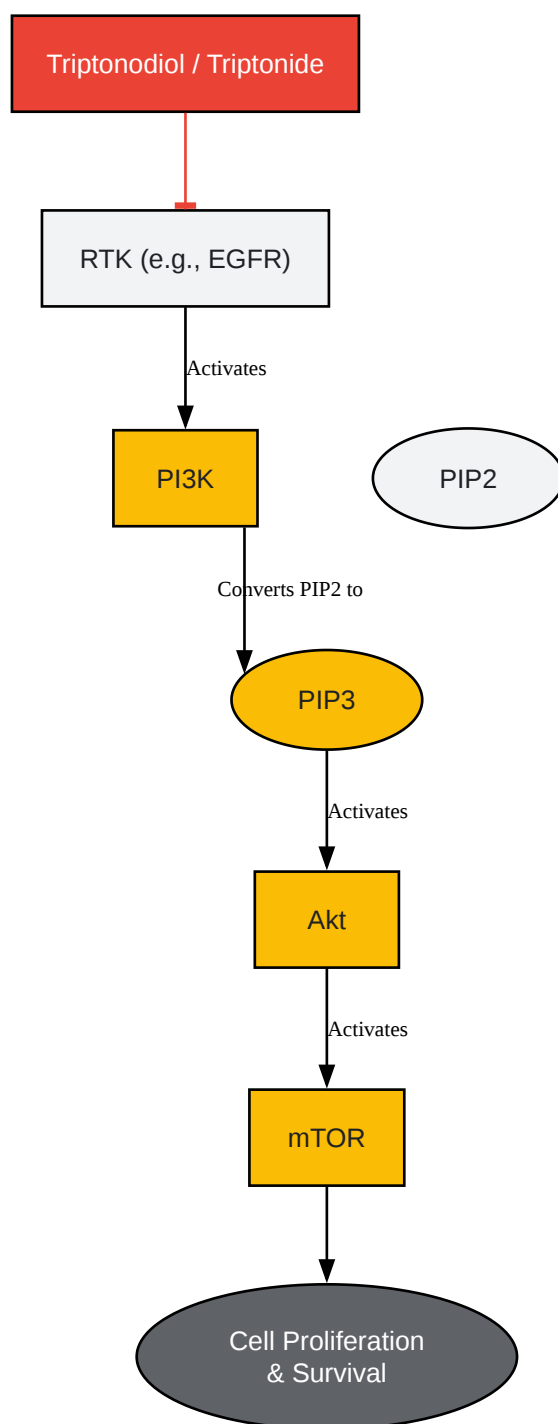 Triptonodiol / Triptonide
RTK (e.g., EGFR)
Activates
PI3K
PIP2
Converts PIP2 to
PIP3
Activates
Akt
Activates
mTOR
Cell Proliferation
& Survival